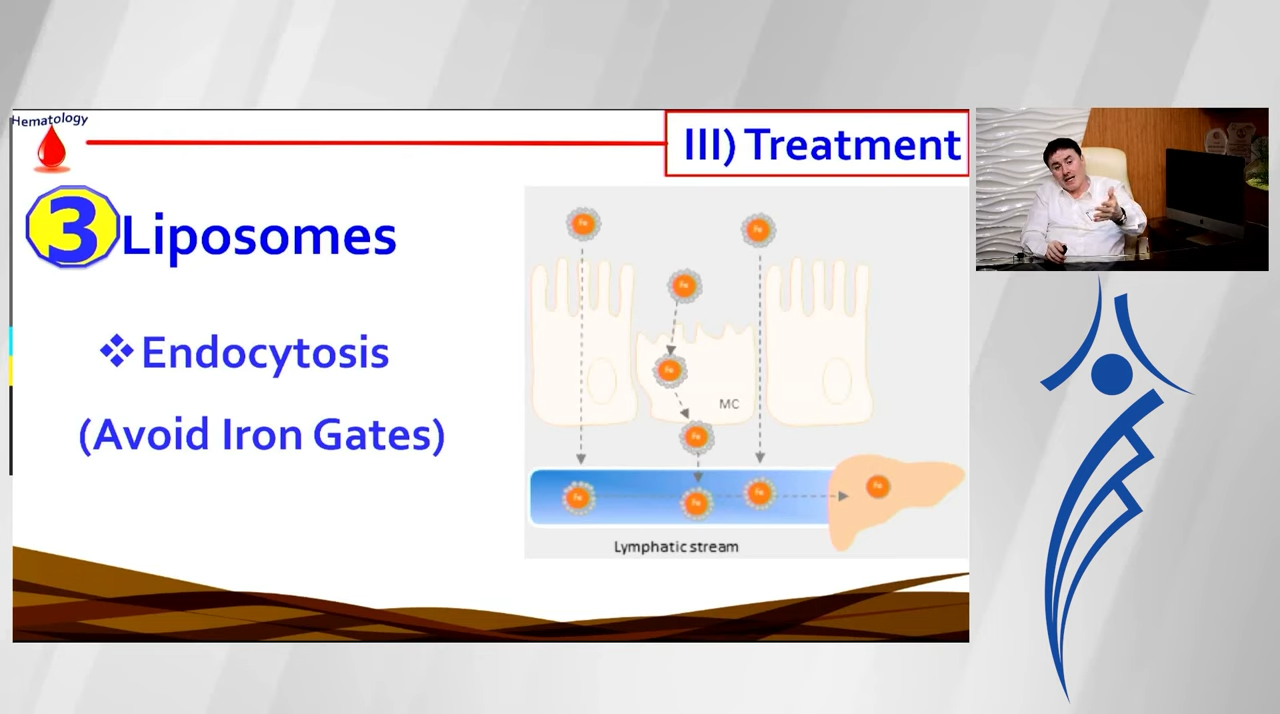 Hematology
III) Treatment
3 Liposomes
❖Endocytosis
(Avoid Iron Gates)
Fe
Fe
Fe
Fe
MC
Fe
Fe
Fe
Fe
Fe
Lymphatic stream